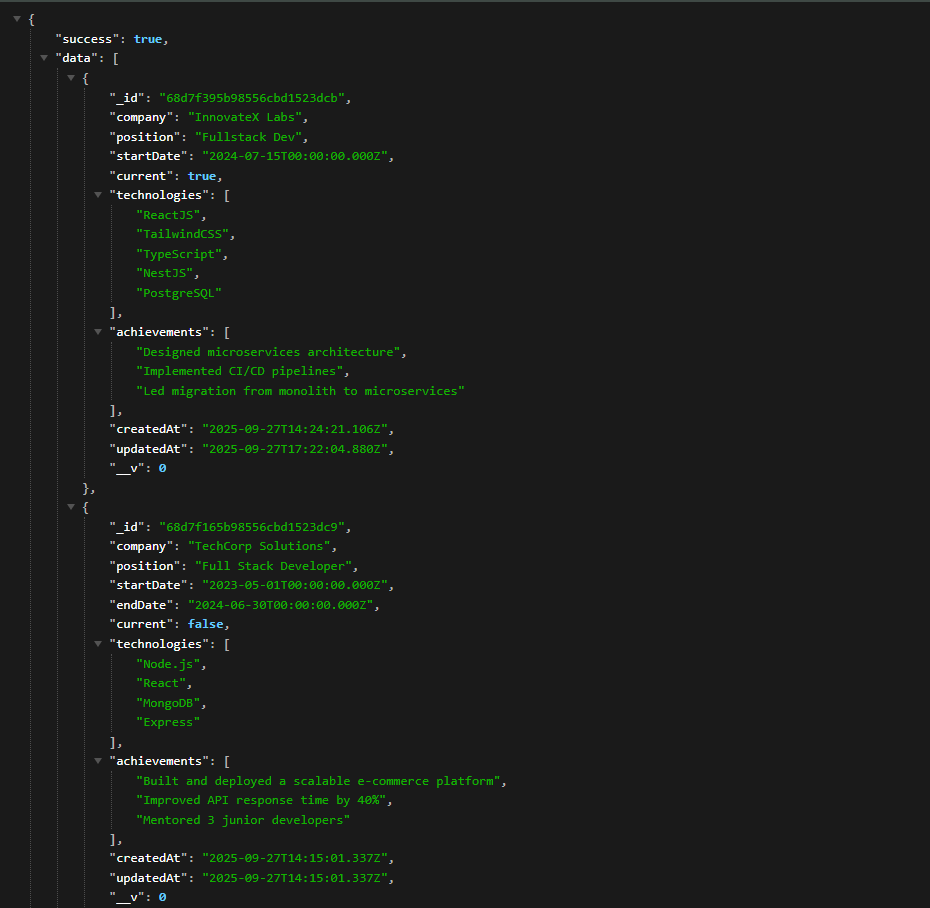 {
"success": true,
"data": [
{
"_id": "68d7f395b98556cbd1523dcb",
"company": "InnovateX Labs",
"position": "Fullstack Dev",
"startDate": "2024-07-15T00:00:00.000Z",
"current": true,
"technologies": [
"ReactJS",
"TailwindCSS",
"TypeScript",
"NestJS",
"PostgreSQL"
],
"achievements": [
"Designed microservices architecture",
"Implemented CI/CD pipelines",
"Led migration from monolith to microservices"
],
"createdAt": "2025-09-27T14:24:21.106Z",
"updatedAt": "2025-09-27T17:22:04.880Z",
"__v": 0
},
{
"_id": "68d7f165b98556cbd1523dc9",
"company": "TechCorp Solutions",
"position": "Full Stack Developer",
"startDate": "2023-05-01T00:00:00.000Z",
"endDate": "2024-06-30T00:00:00.000Z",
"current": false,
"technologies": [
"Node.js",
"React",
"MongoDB",
"Express"
],
"achievements": [
"Built and deployed a scalable e-commerce platform",
"Improved API response time by 40%",
"Mentored 3 junior developers"
],
"createdAt": "2025-09-27T14:15:01.337Z",
"updatedAt": "2025-09-27T14:15:01.337Z",
"__v": 0